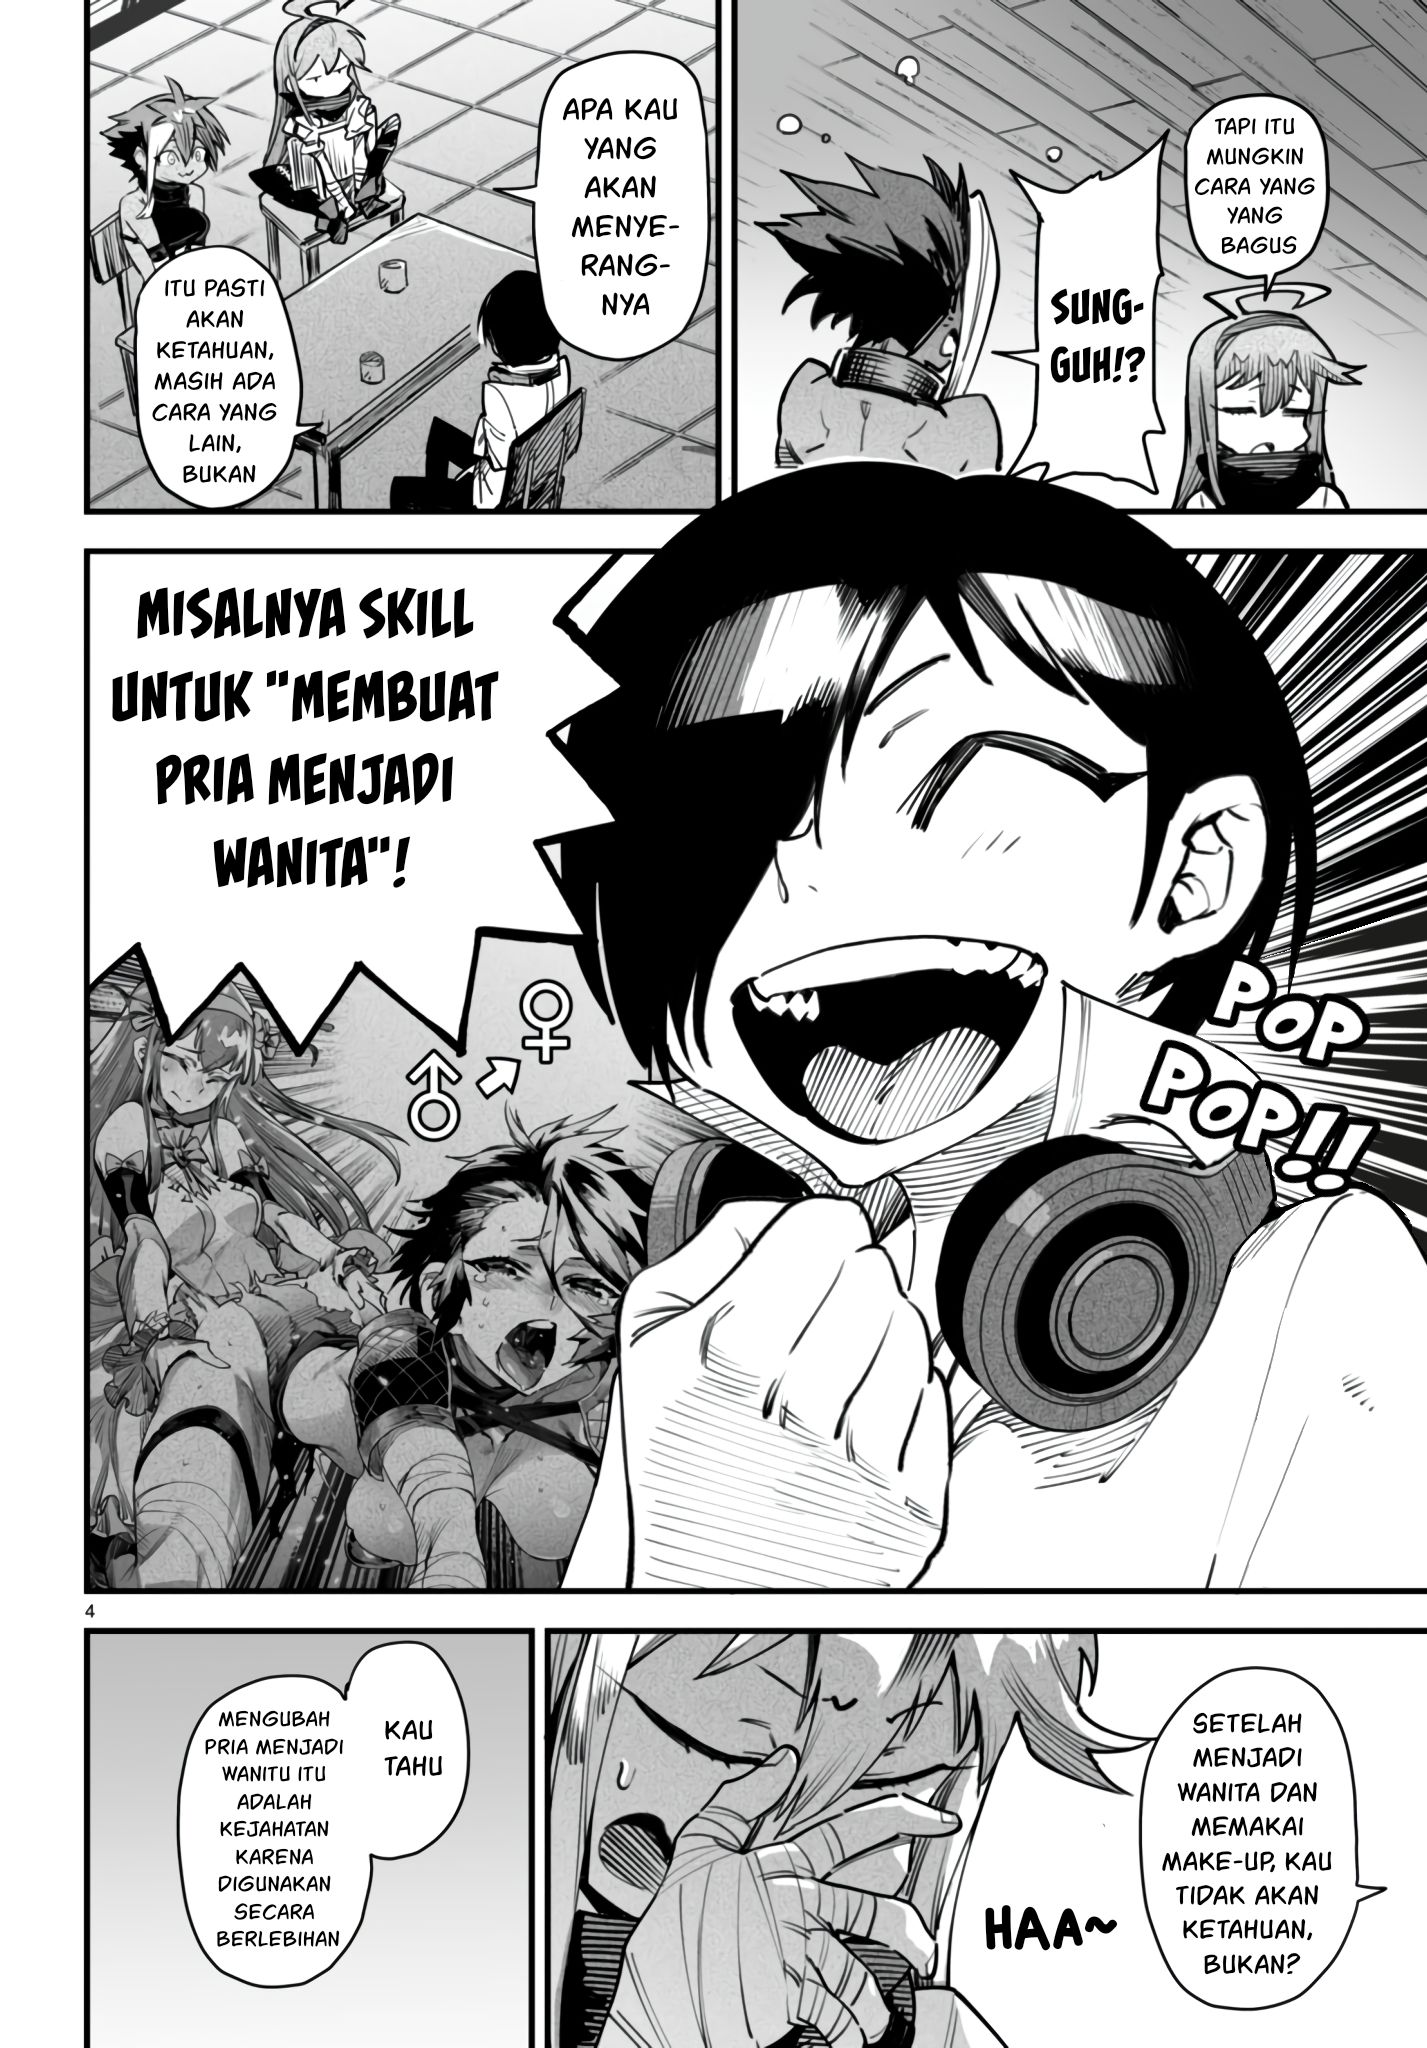 TAPI ITU
MUNGKIN
CARA YANG
YANG
BAGUS
SUNG-
GUH!?
APA KAU
YANG
AKAN
MENYE-
RANG-
NYA
ITU PASTI
AKAN
KETAHUAN,
MASIH ADA
CARA YANG
LAIN,
BUKAN
MISALNYA SKILL
UNTUK "MEMBUAT
PRIA MENJADI
WANITA"!
POP
POP!!
4
SETELAH
MENJADI
WANITA DAN
MEMAKAI
MAKE-UP, KAU
TIDAK AKAN
KETAHUAN,
BUKAN?
HAA~
KAU
TAHU
MENGUBAH
PRIA MENJADI
WANITU ITU
ADALAH
KEJAHATAN
KARENA
DIGUNAKAN
SECARA
BERLEBIHAN